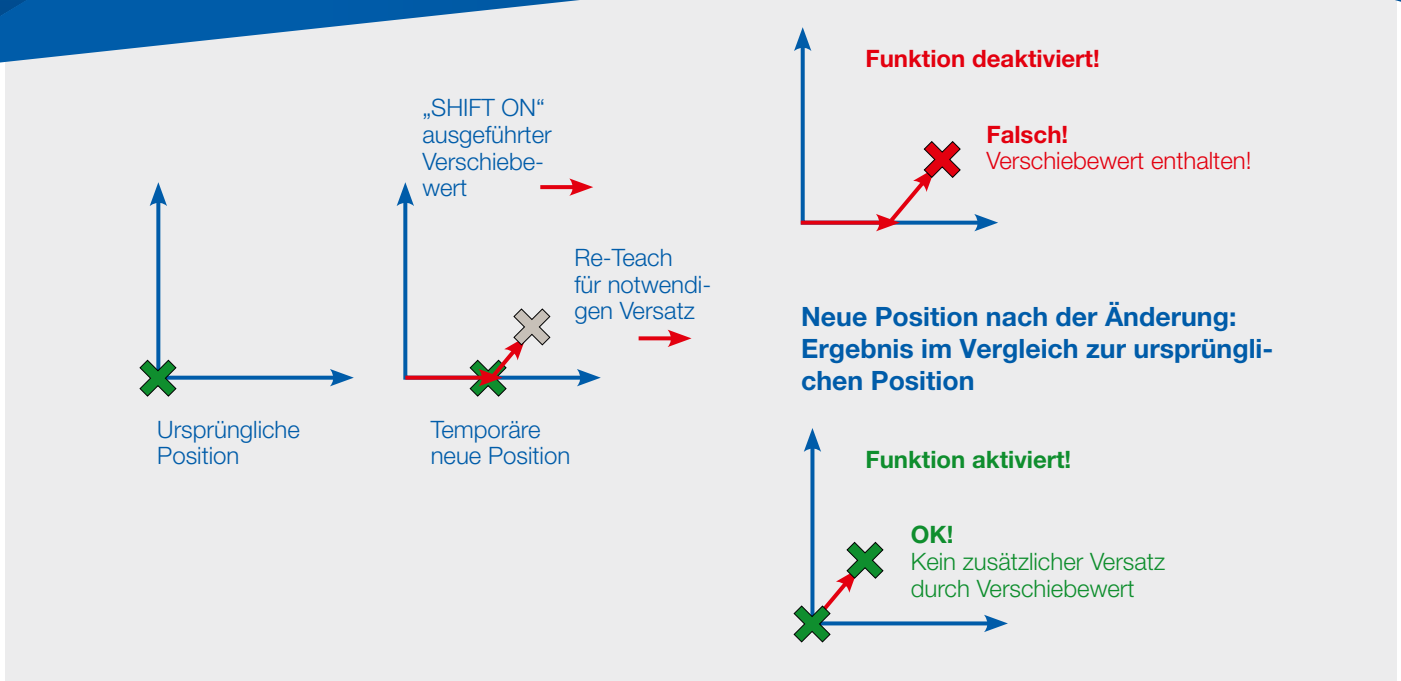 „SHIFT ON“
ausgeführter
Verschiebe-
wert
Re-Teach
für notwendi-
gen Versatz
Ursprüngliche
Position
Temporäre
neue Position
Funktion deaktiviert!
Falsch!
Verschiebewert enthalten!
Neue Position nach der Änderung:
Ergebnis im Vergleich zur ursprüngli-
chen Position
Funktion aktiviert!
OK!
Kein zusätzlicher Versatz
durch Verschiebewert